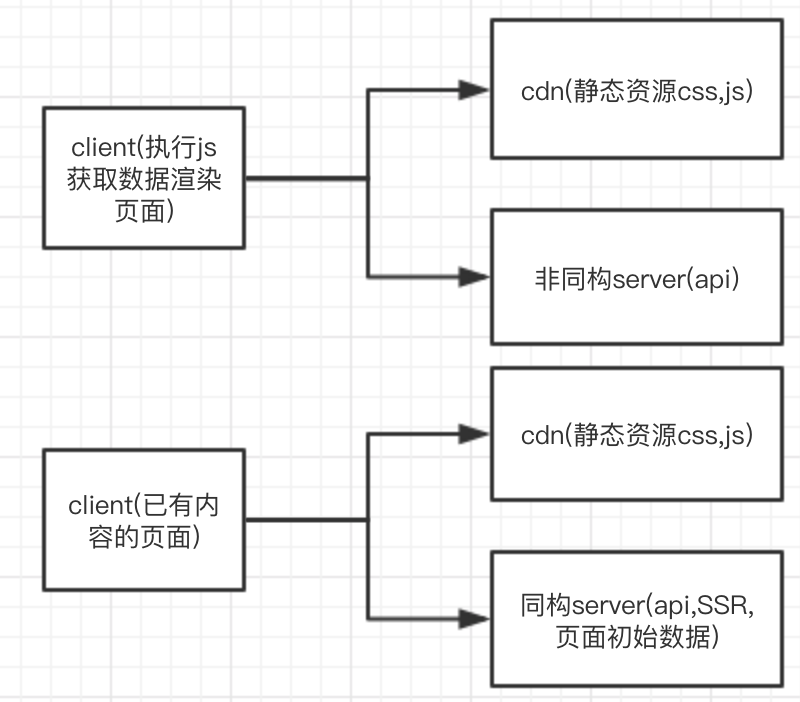 cdn(静态资源css,js)
client(执行js
获取数据渲染
页面)
非同构server(api)
cdn(静态资源css,js)
client(已有内
容的页面)
同构server(api,SSR,
页面初始数据)